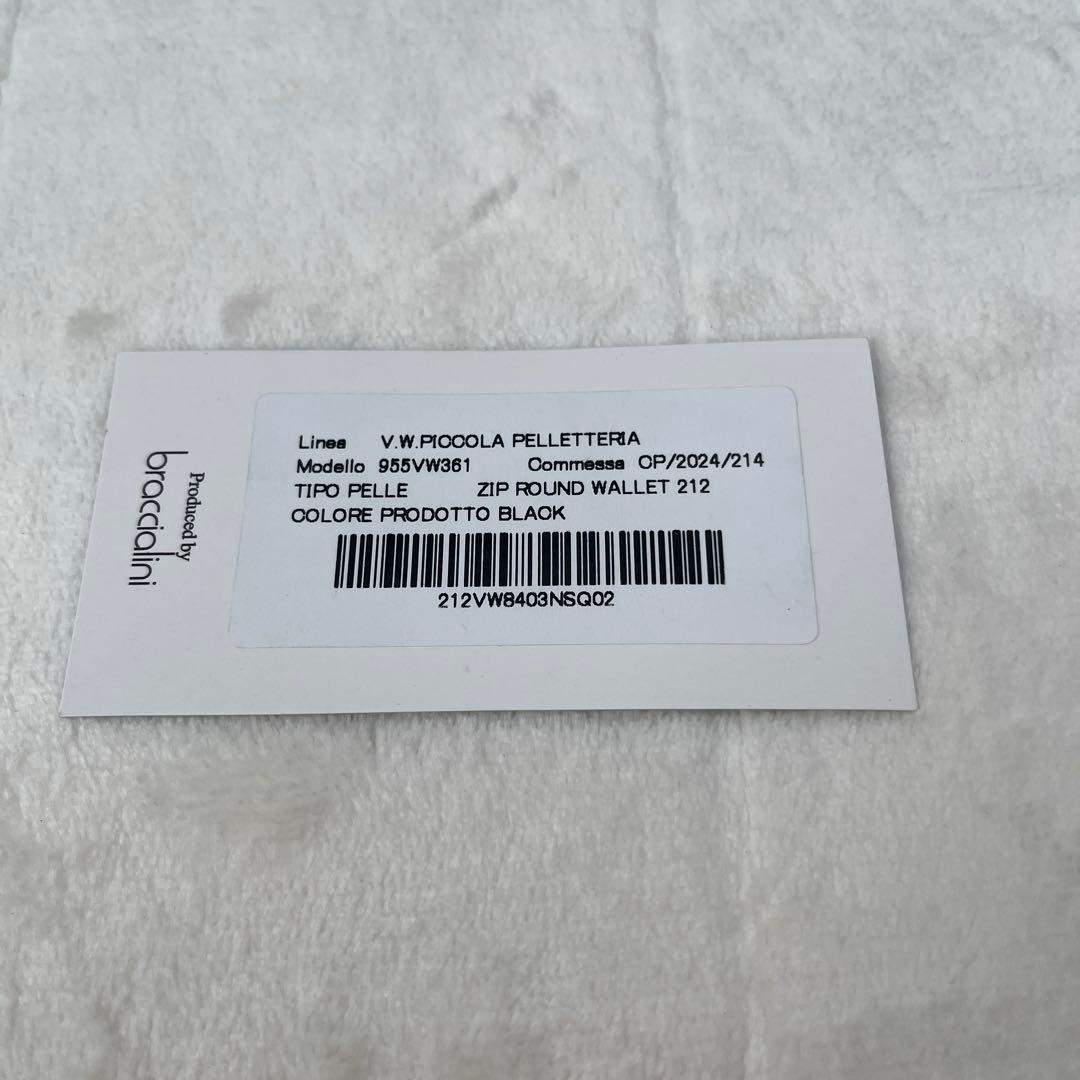 Produced by
braccialini
Linea V.W.PICCOLA PELLETTERIA
Modello 955VW361 Commessa OP/2024/214
TIPO PELLE ZIP ROUND WALLET 212
COLORE PRODOTTO BLACK
212VW8403NSQ02